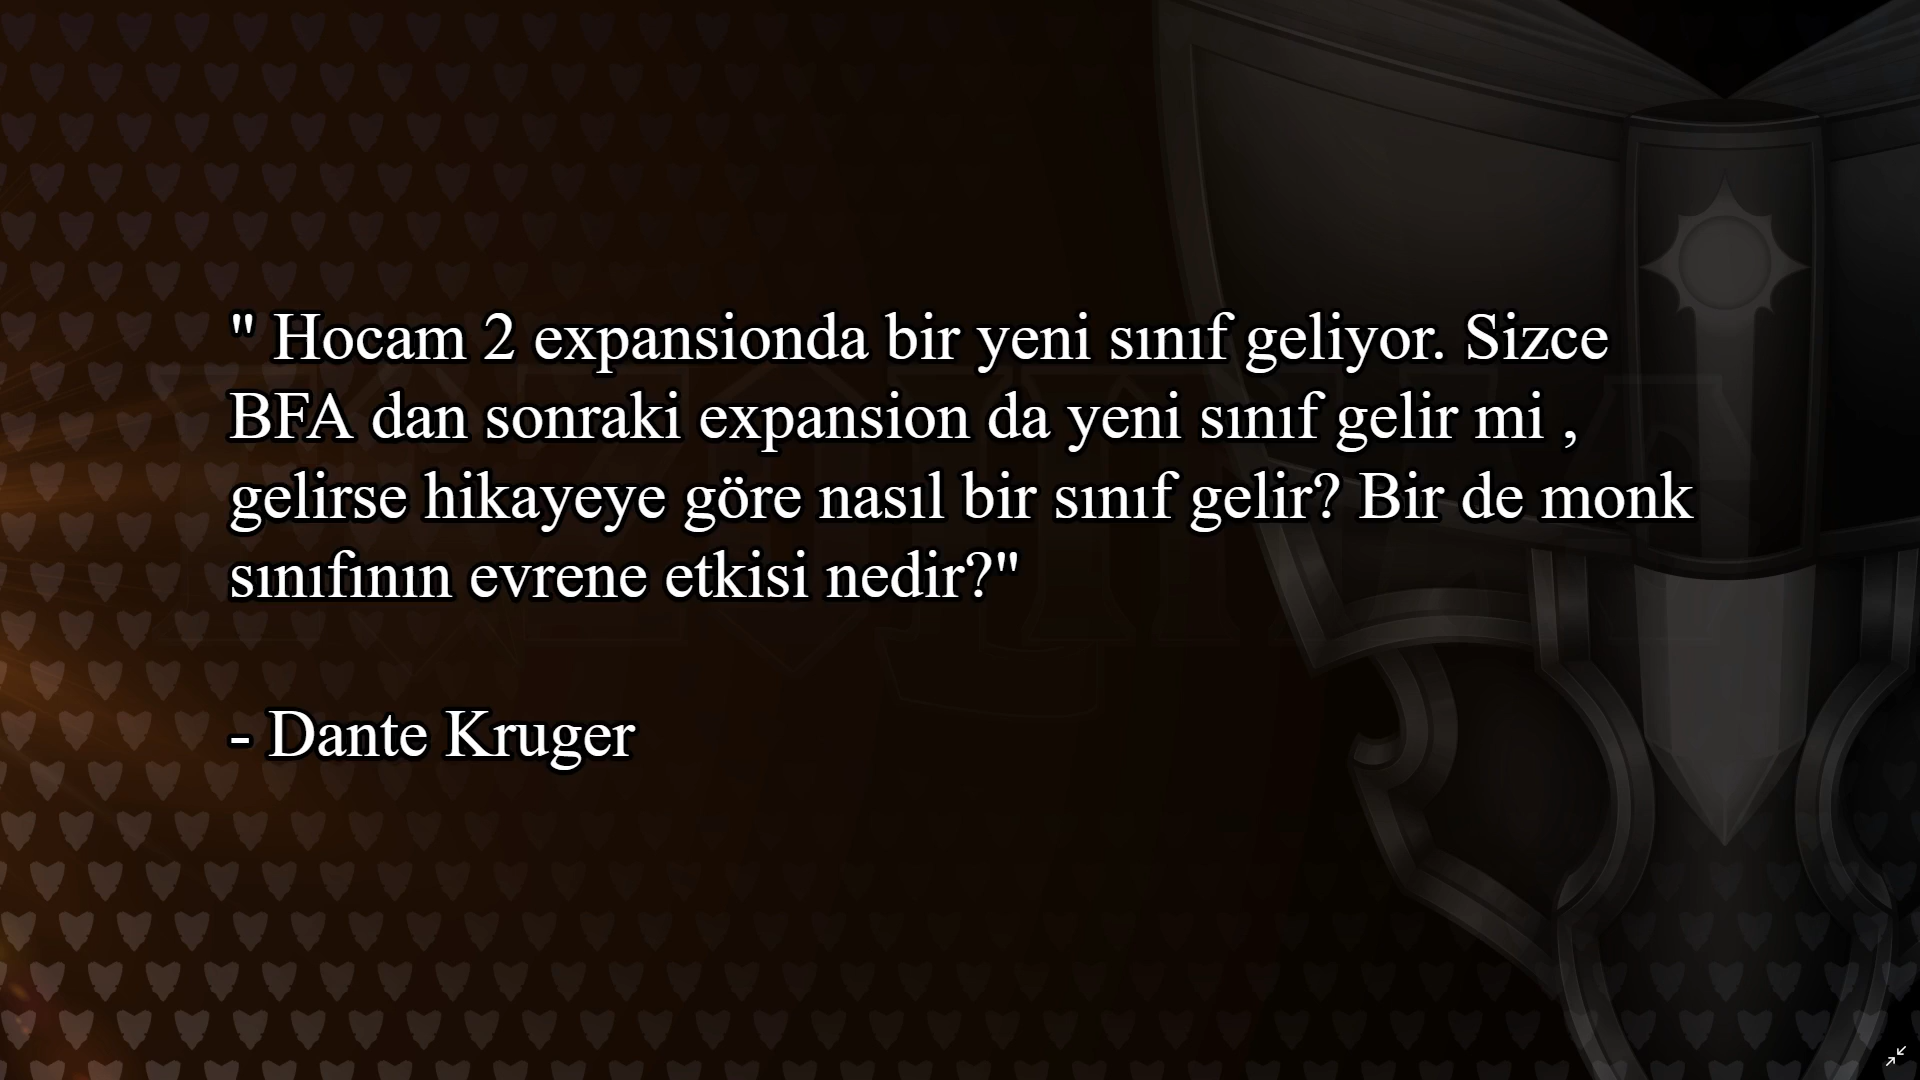 " Hocam 2 expansionda bir yeni sınıf geliyor. Sizce
BFA dan sonraki expansion da yeni sınıf gelir mi ,
gelirse hikayeye göre nasıl bir sınıf gelir? Bir de monk
sınıfının evrene etkisi nedir?"
- Dante Kruger